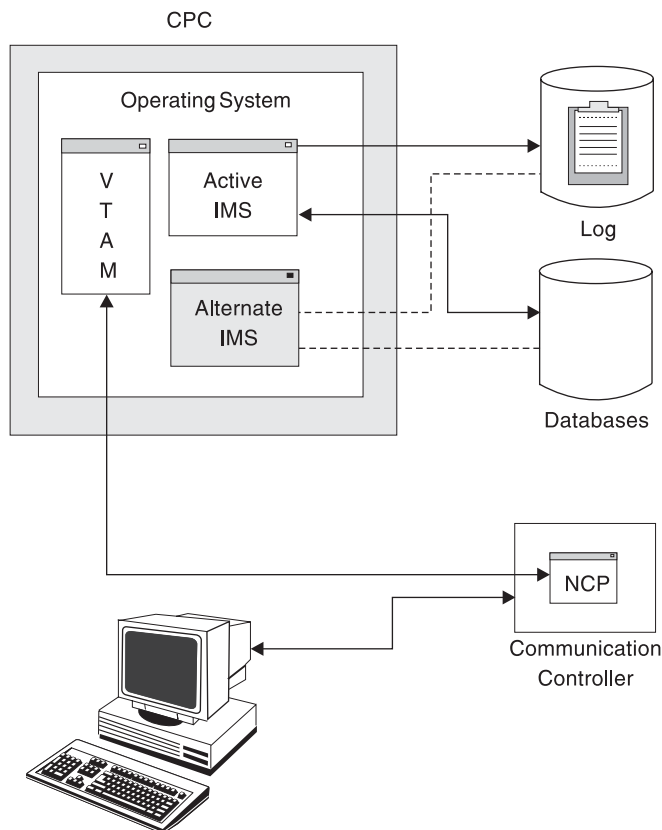 CPC
Operating System
V
T
A
M
Active
IMS
Alternate
IMS
Log
Databases
NCP
Communication
Controller